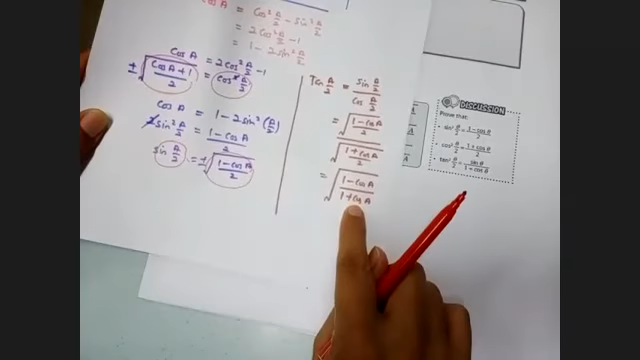 Cos A = Cos² A/2 - Sin² A/2
= 2Cos² A/2 - 1
= 1 - 2Sin² A/2
Cos A = 2Cos² A/2 - 1
± √((Cos A + 1)/2) = Cos A/2
Cos A = 1 - 2Sin² (A/2)
2Sin² A/2 = (1 - Cos A)/2
Sin A/2 = ± √((1 - Cos A)/2)
Tan A/2 = (Sin A/2)/(Cos A/2)
= √((1 - Cos A)/2)
√((1 + Cos A)/2)
= √((1 - Cos A)/(1 + Cos A))
DISCUSSION
Prove that:
• sin² θ/2 = (1 - cos θ)/2
• cos² θ/2 = (1 + cos θ)/2
• tan² θ/2 = sin θ/(1 + cos θ)